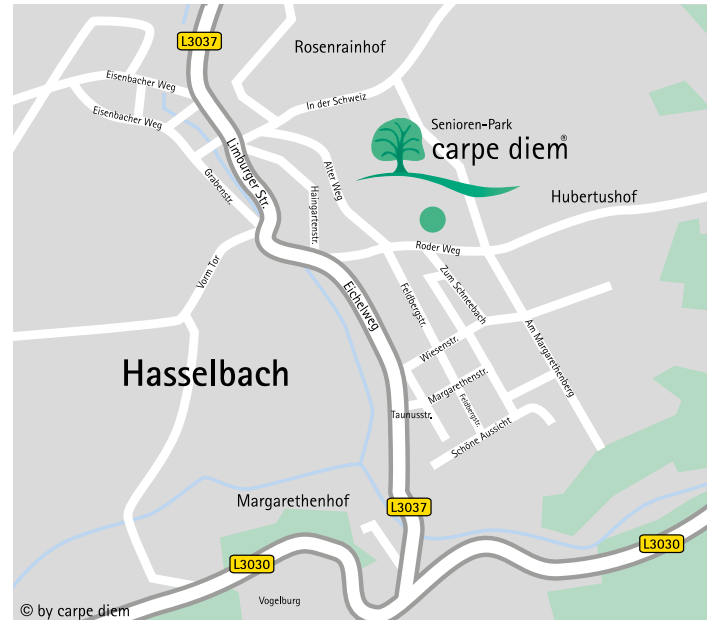 L3037
Rosenrainhof
Eisenbacher Weg
In der Schweiz
Eisenbacher Weg
Senioren-Park
carpe diem®
Limburger Str.
Alter Weg
Grabenstr.
Haingartenstr.
Hubertushof
Roder Weg
Vorm Tor
Zum Schneebach
Eichelweg
Feldbergstr.
Am Margarethenberg
Wiesenstr.
Hasselbach
Margarethenstr.
Feldbergstr.
Taunusstr.
Schöne Aussicht
Margarethenhof
L3037
L3030
L3030
Vogelburg
© by carpe diem